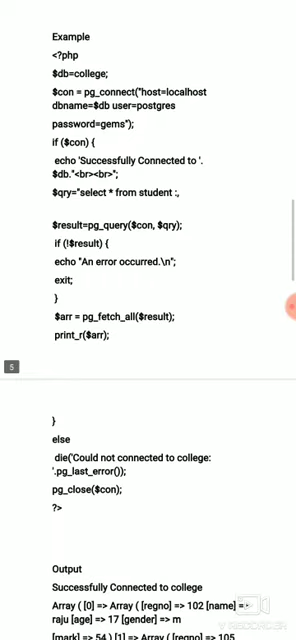 Example
<?php
$db=college;
$con = pg_connect("host=localhost
dbname=$db user=postgres
password=gems");
if ($con) {
echo 'Successfully Connected to '.
$db."<br><br>";
$qry="select * from student :,
$result=pg_query($con, $qry);
if (!$result) {
echo "An error occurred.\n";
exit;
}
$arr = pg_fetch_all($result);
print_r($arr);
5
}
else
die('Could not connected to college:
'.pg_last_error());
pg_close($con);
?>
Output
Successfully Connected to college
Array ( [0] => Array ( [regno] => 102 [name] =>
raju [age] => 17 [gender] => m
[mark] => 54 ) [1] => Array ( [regno] => 105